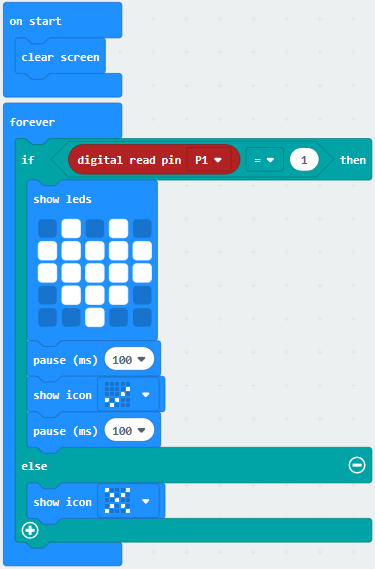 on start
clear screen
forever
if digital read pin P1 = 1 then
show leds
pause (ms) 100
show icon
pause (ms) 100
else
show icon